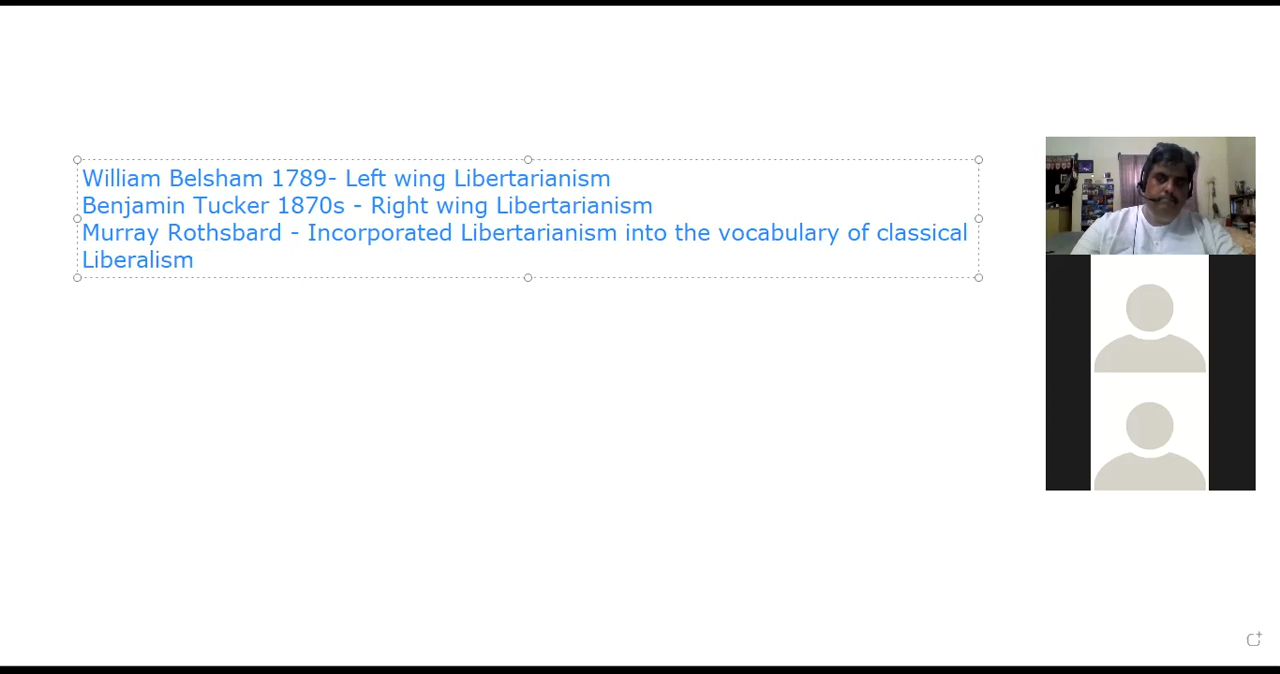 William Belsham 1789- Left wing Libertarianism
Benjamin Tucker 1870s - Right wing Libertarianism
Murray Rothsbard - Incorporated Libertarianism into the vocabulary of classical
Liberalism